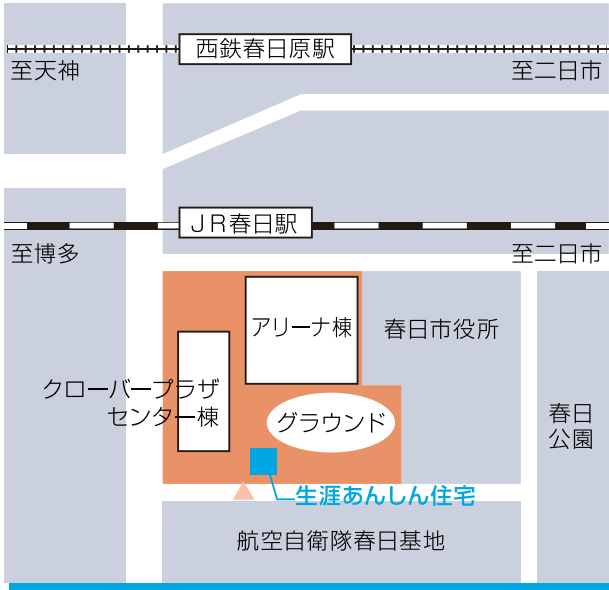 西鉄春日原駅
至天神
至二日市
JR春日駅
至博多
至二日市
アリーナ棟
春日市役所
クローバープラザ
センター棟
グラウンド
春日
公園
生涯あんしん住宅
航空自衛隊春日基地